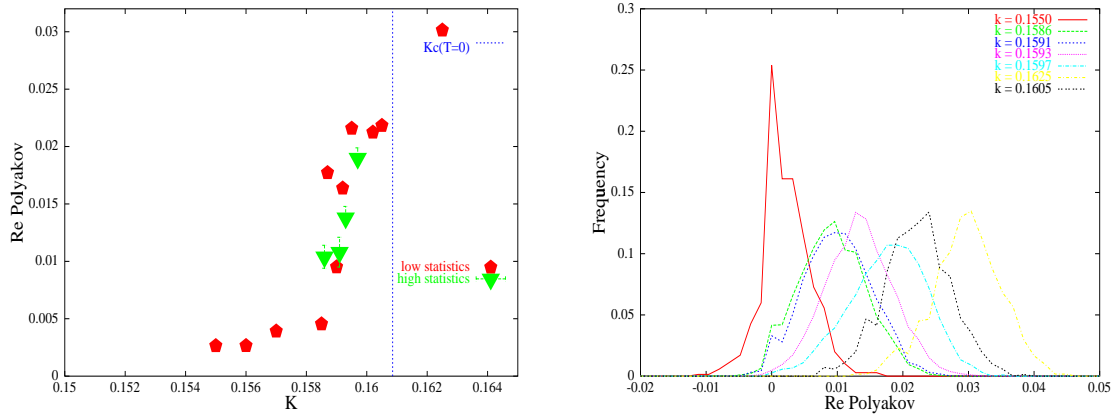 0.03
0.025
0.02
0.015
0.01
0.005
0
Re Polyakov
0.15
0.152
0.154
0.156
0.158
0.16
0.162
0.164
K
Kc(T=0)
low statistics
high statistics
0.3
0.25
0.2
0.15
0.1
0.05
0
Frequency
-0.02
-0.01
0
0.01
0.02
0.03
0.04
0.05
Re Polyakov
k = 0.1550
k = 0.1586
k = 0.1591
k = 0.1593
k = 0.1597
k = 0.1625
k = 0.1605